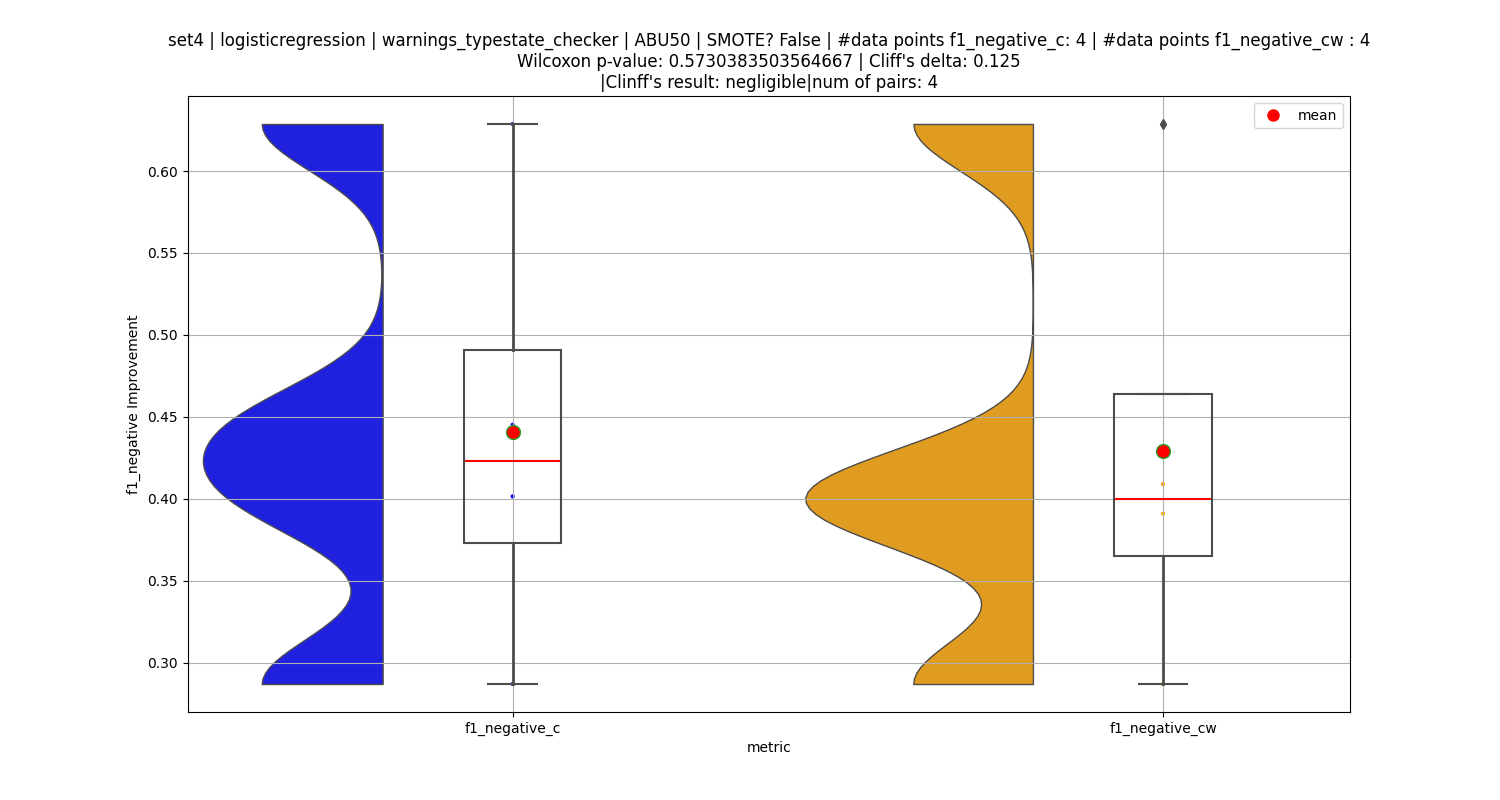 set4 | logisticregression | warnings_typestate_checker | ABU50 | SMOTE? False | #data points f1_negative_c: 4 | #data points f1_negative_cw : 4
Wilcoxon p-value: 0.5730383503564667 | Cliff's delta: 0.125
|Clinff's result: negligible|num of pairs: 4
mean
0.60
0.55
0.50
0.45
0.40
0.35
0.30
f1_negative Improvement
f1_negative_c
f1_negative_cw
metric